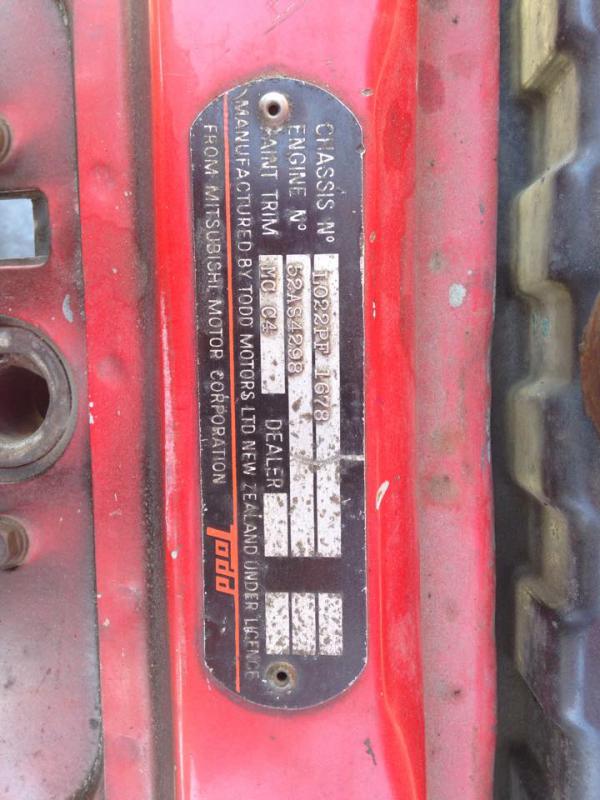 CHASSIS Nº L022PF 1678
ENGINE Nº 52AS4298
PAINT TRIM MC C4 DEALER
MANUFACTURED BY TODD MOTORS LTD NEW ZEALAND UNDER LICENCE
FROM MITSUBISHI MOTOR CORPORATION Todd